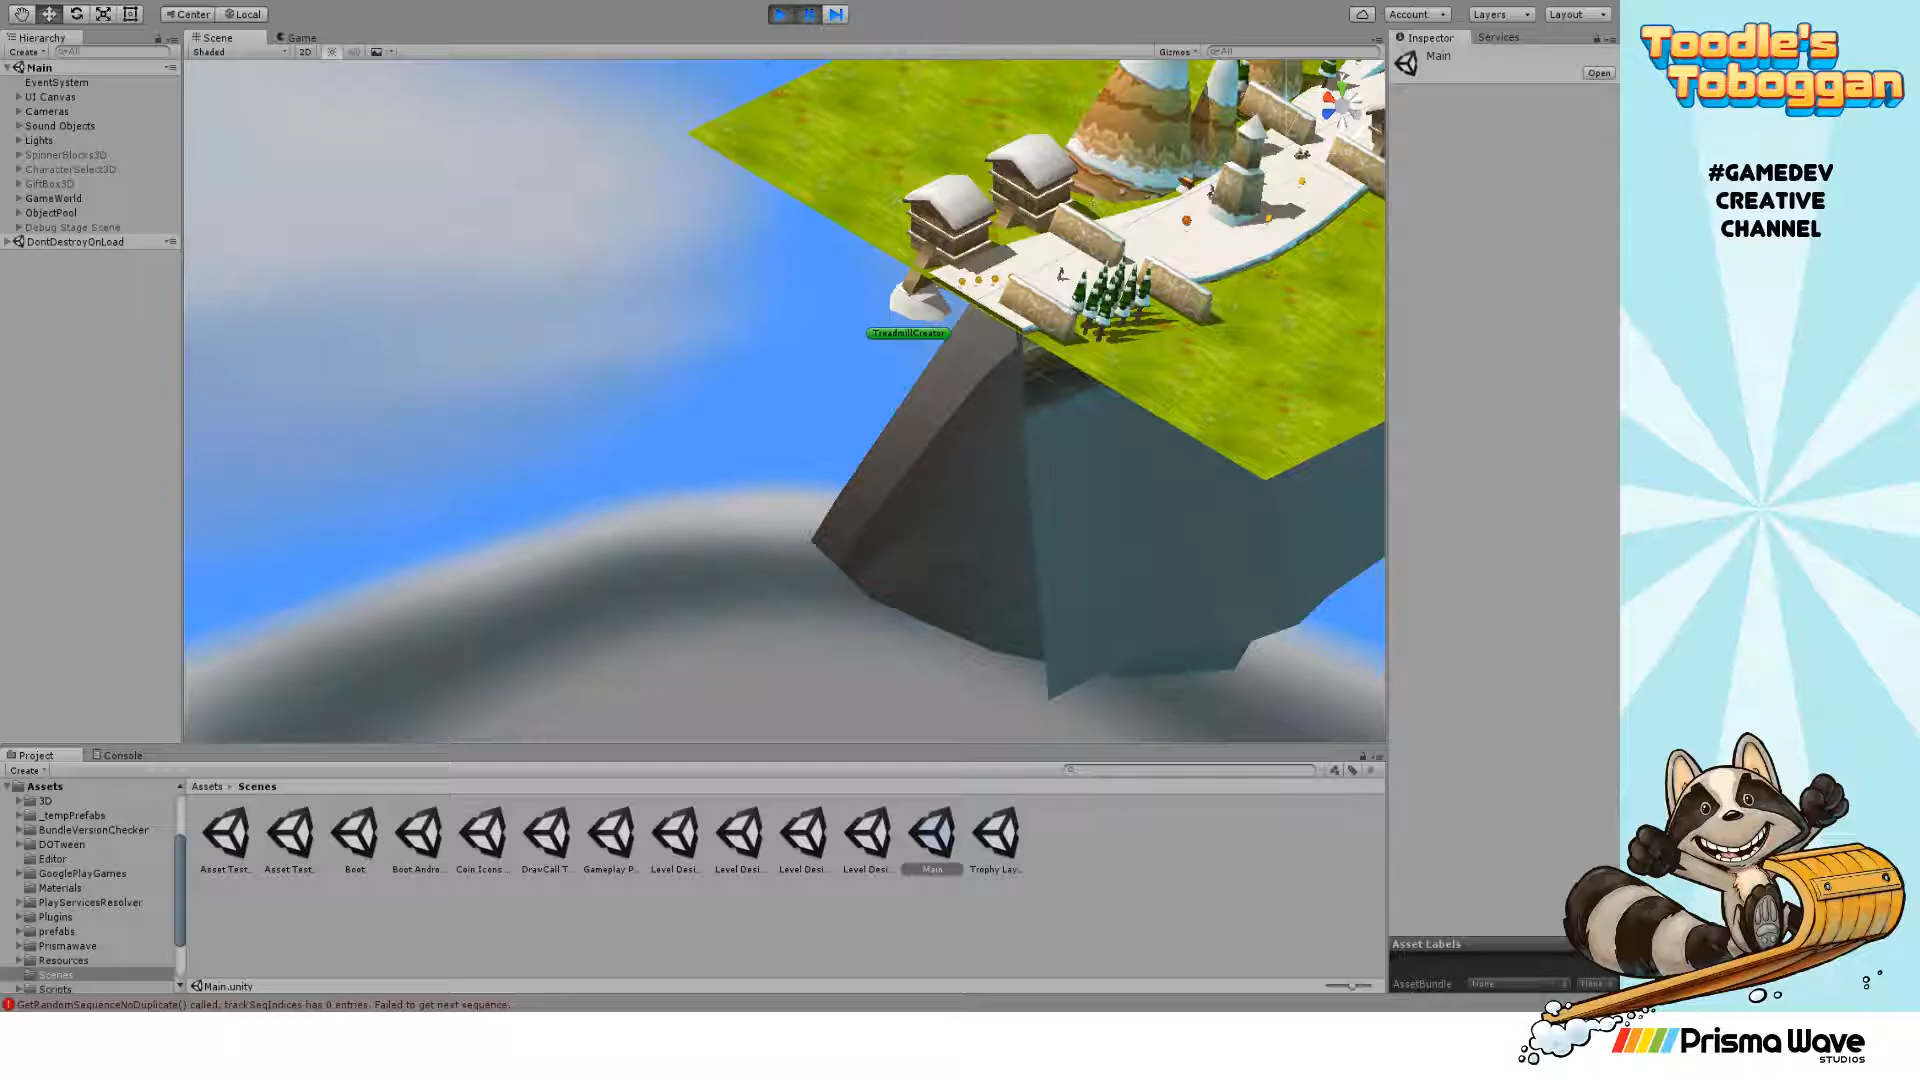 Center Local
Account Layers Layout
Hierarchy
Create All
Main
EventSystem
UI Canvas
Cameras
Sound Objects
Lights
SpinnerBlocks3D
CharacterSelect3D
GiftBox3D
GameWorld
ObjectPool
Debug Stage Scene
DontDestroyOnLoad
Scene Game
Shaded 2D Gizmos All
TreadmillCreator
Inspector Services
Main
Open
Toodle's
Toboggan
#GAMEDEV
CREATIVE
CHANNEL
Project Console
Create
Assets
3D
_tempPrefabs
BundleVersionChecker
DOTween
Editor
GooglePlayGames
Materials
PlayServicesResolver
Plugins
prefabs
Prismawave
Resources
Scenes
Scripts
Assets Scenes
Asset Test.. Asset Test.. Boot Boot Andro.. Coin Icons .. DrawCall T.. Gameplay P.. Level Desi.. Level Desi.. Level Desi.. Level Desi.. Main Trophy Lay..
Main.unity
Asset Labels
AssetBundle None None
GetRandomSequenceNoDuplicate() called, trackSeqIndices has 0 entries. Failed to get next sequence.
Prisma Wave
STUDIOS